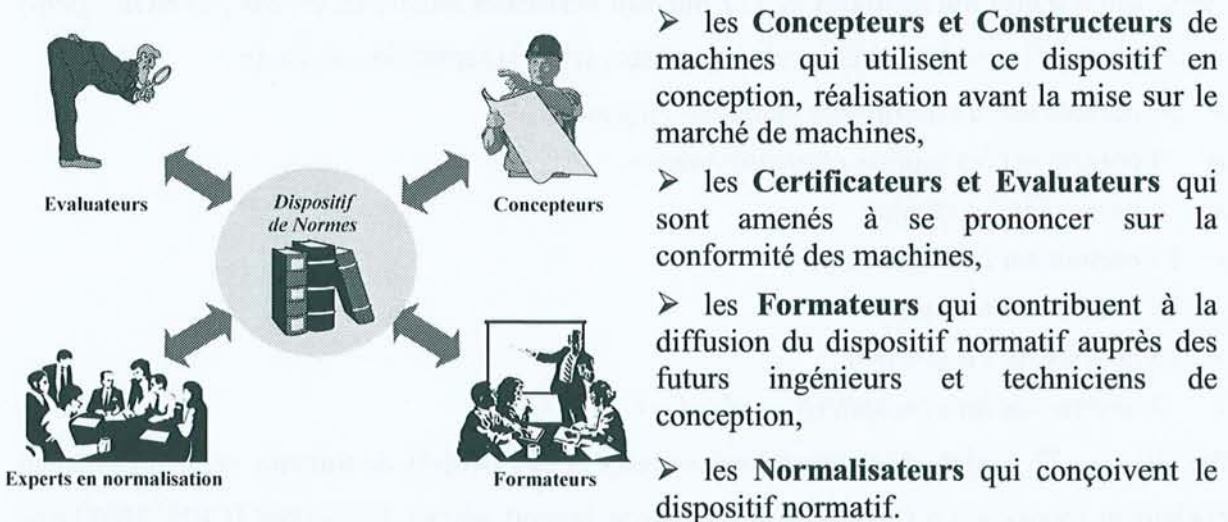 Evaluateurs
Dispositif
de Normes
Concepteurs
Experts en normalisation
Formateurs
➢ les Concepteurs et Constructeurs de
machines qui utilisent ce dispositif en
conception, réalisation avant la mise sur le
marché de machines,
➢ les Certificateurs et Evaluateurs qui
sont amenés à se prononcer sur la
conformité des machines,
➢ les Formateurs qui contribuent à la
diffusion du dispositif normatif auprès des
futurs ingénieurs et techniciens de
conception,
➢ les Normalisateurs qui conçoivent le
dispositif normatif.